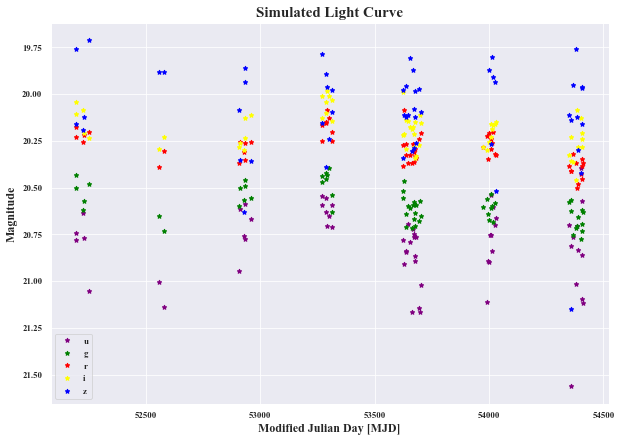 Simulated Light Curve
Magnitude
19.75
20.00
20.25
20.50
20.75
21.00
21.25
21.50
u
g
r
i
z
52500
53000
53500
54000
54500
Modified Julian Day [MJD]